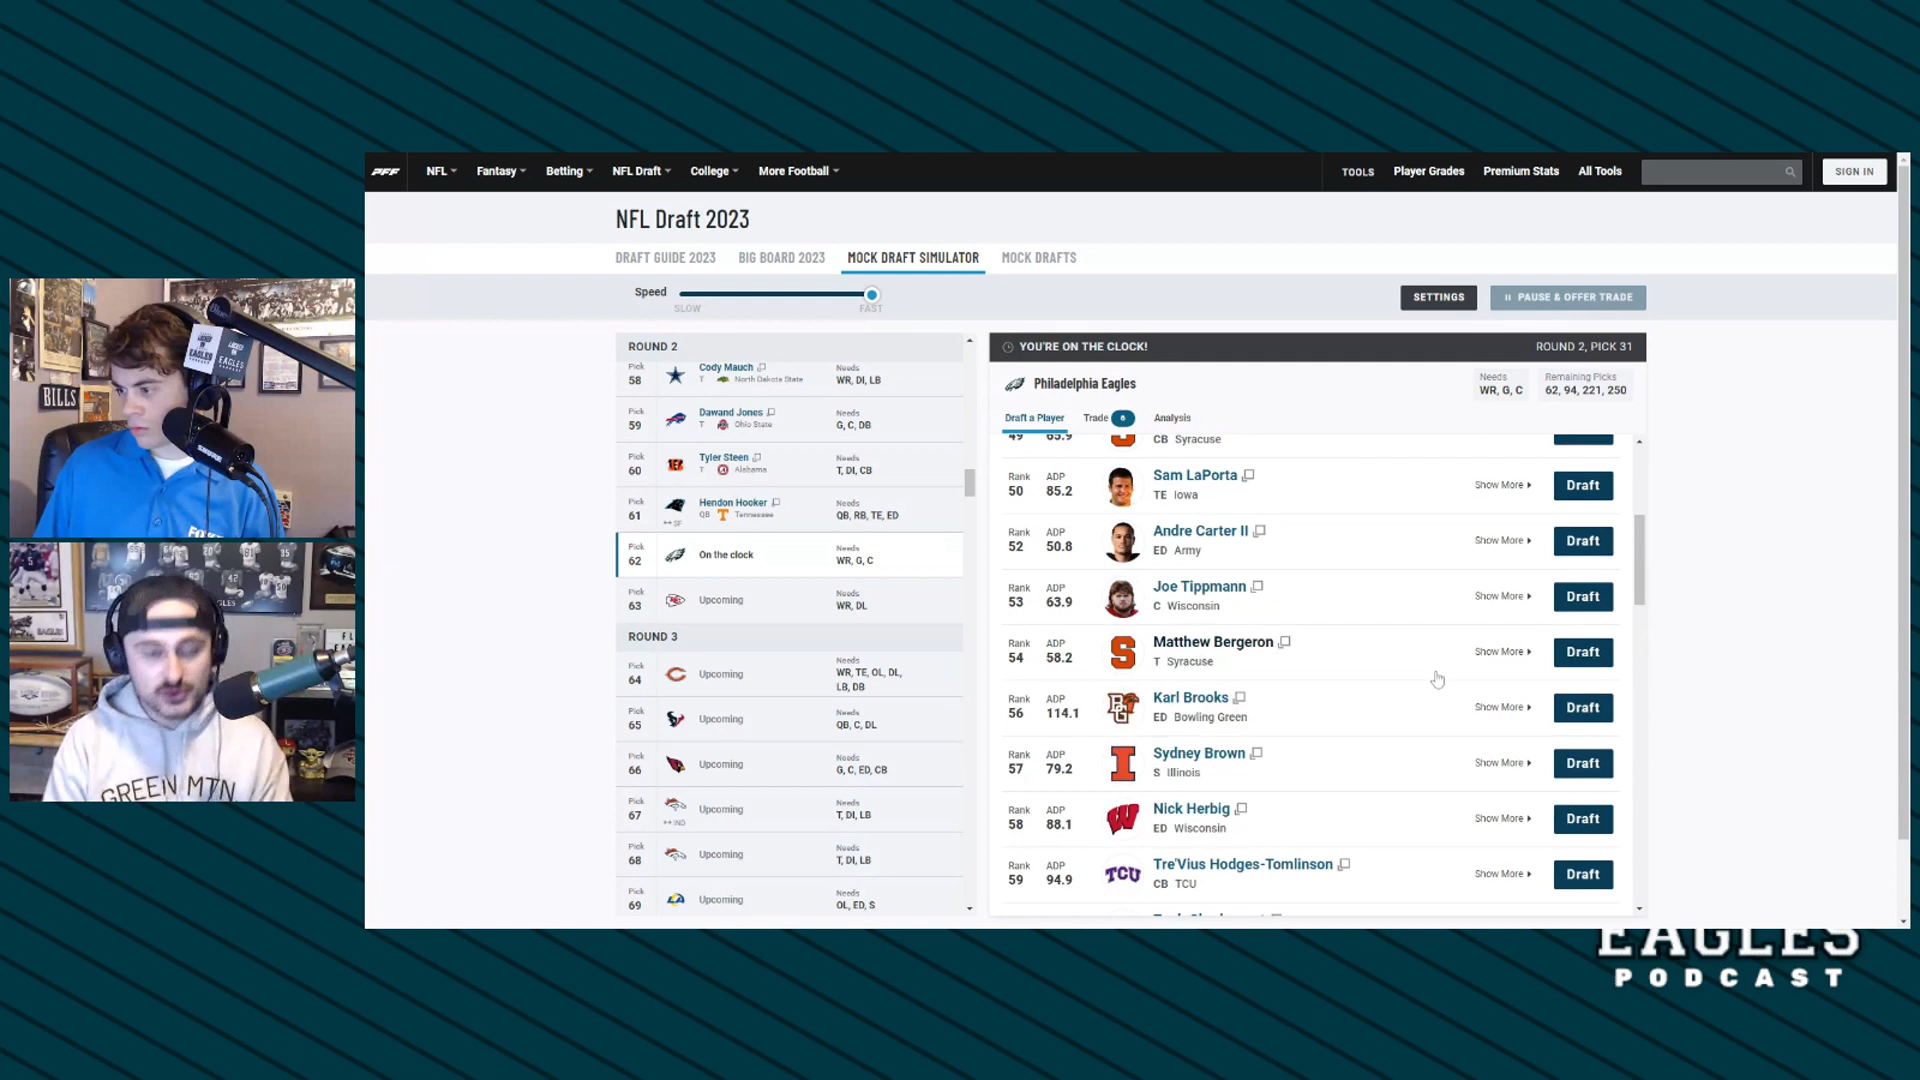 PFF
NFL
Fantasy
Betting
NFL Draft
College
More Football
TOOLS
Player Grades
Premium Stats
All Tools
SIGN IN
NFL Draft 2023
DRAFT GUIDE 2023
BIG BOARD 2023
MOCK DRAFT SIMULATOR
MOCK DRAFTS
Speed
SLOW
FAST
SETTINGS
PAUSE & OFFER TRADE
ROUND 2
Pick
58
Cody Mauch
T North Dakota State
Needs
WR, DI, LB
Pick
59
Dawand Jones
T Ohio State
Needs
G, C, DB
Pick
60
Tyler Steen
T Alabama
Needs
T, DI, CB
Pick
61
SF
Hendon Hooker
QB Tennessee
Needs
QB, RB, TE, ED
Pick
62
On the clock
Needs
WR, G, C
Pick
63
Upcoming
Needs
WR, DL
ROUND 3
Pick
64
Upcoming
Needs
WR, TE, OL, DL,
LB, DB
Pick
65
Upcoming
Needs
QB, C, DL
Pick
66
Upcoming
Needs
G, C, ED, CB
Pick
67
IND
Upcoming
Needs
T, DI, LB
Pick
68
Upcoming
Needs
T, DI, LB
Pick
69
Upcoming
Needs
OL, ED, S
YOU'RE ON THE CLOCK!
ROUND 2, PICK 31
Philadelphia Eagles
Needs
WR, G, C
Remaining Picks
62, 94, 221, 250
Draft a Player
Trade 6
Analysis
49 65.9
CB Syracuse
Rank
50
ADP
85.2
Sam LaPorta
TE Iowa
Show More
Draft
Rank
52
ADP
50.8
Andre Carter II
ED Army
Show More
Draft
Rank
53
ADP
63.9
Joe Tippmann
C Wisconsin
Show More
Draft
Rank
54
ADP
58.2
Matthew Bergeron
T Syracuse
Show More
Draft
Rank
56
ADP
114.1
Karl Brooks
ED Bowling Green
Show More
Draft
Rank
57
ADP
79.2
Sydney Brown
S Illinois
Show More
Draft
Rank
58
ADP
88.1
Nick Herbig
ED Wisconsin
Show More
Draft
Rank
59
ADP
94.9
TCU
Tre'Vius Hodges-Tomlinson
CB TCU
Show More
Draft
BILLS
EAGLES
GREEN MTN
EAGLES
PODCAST